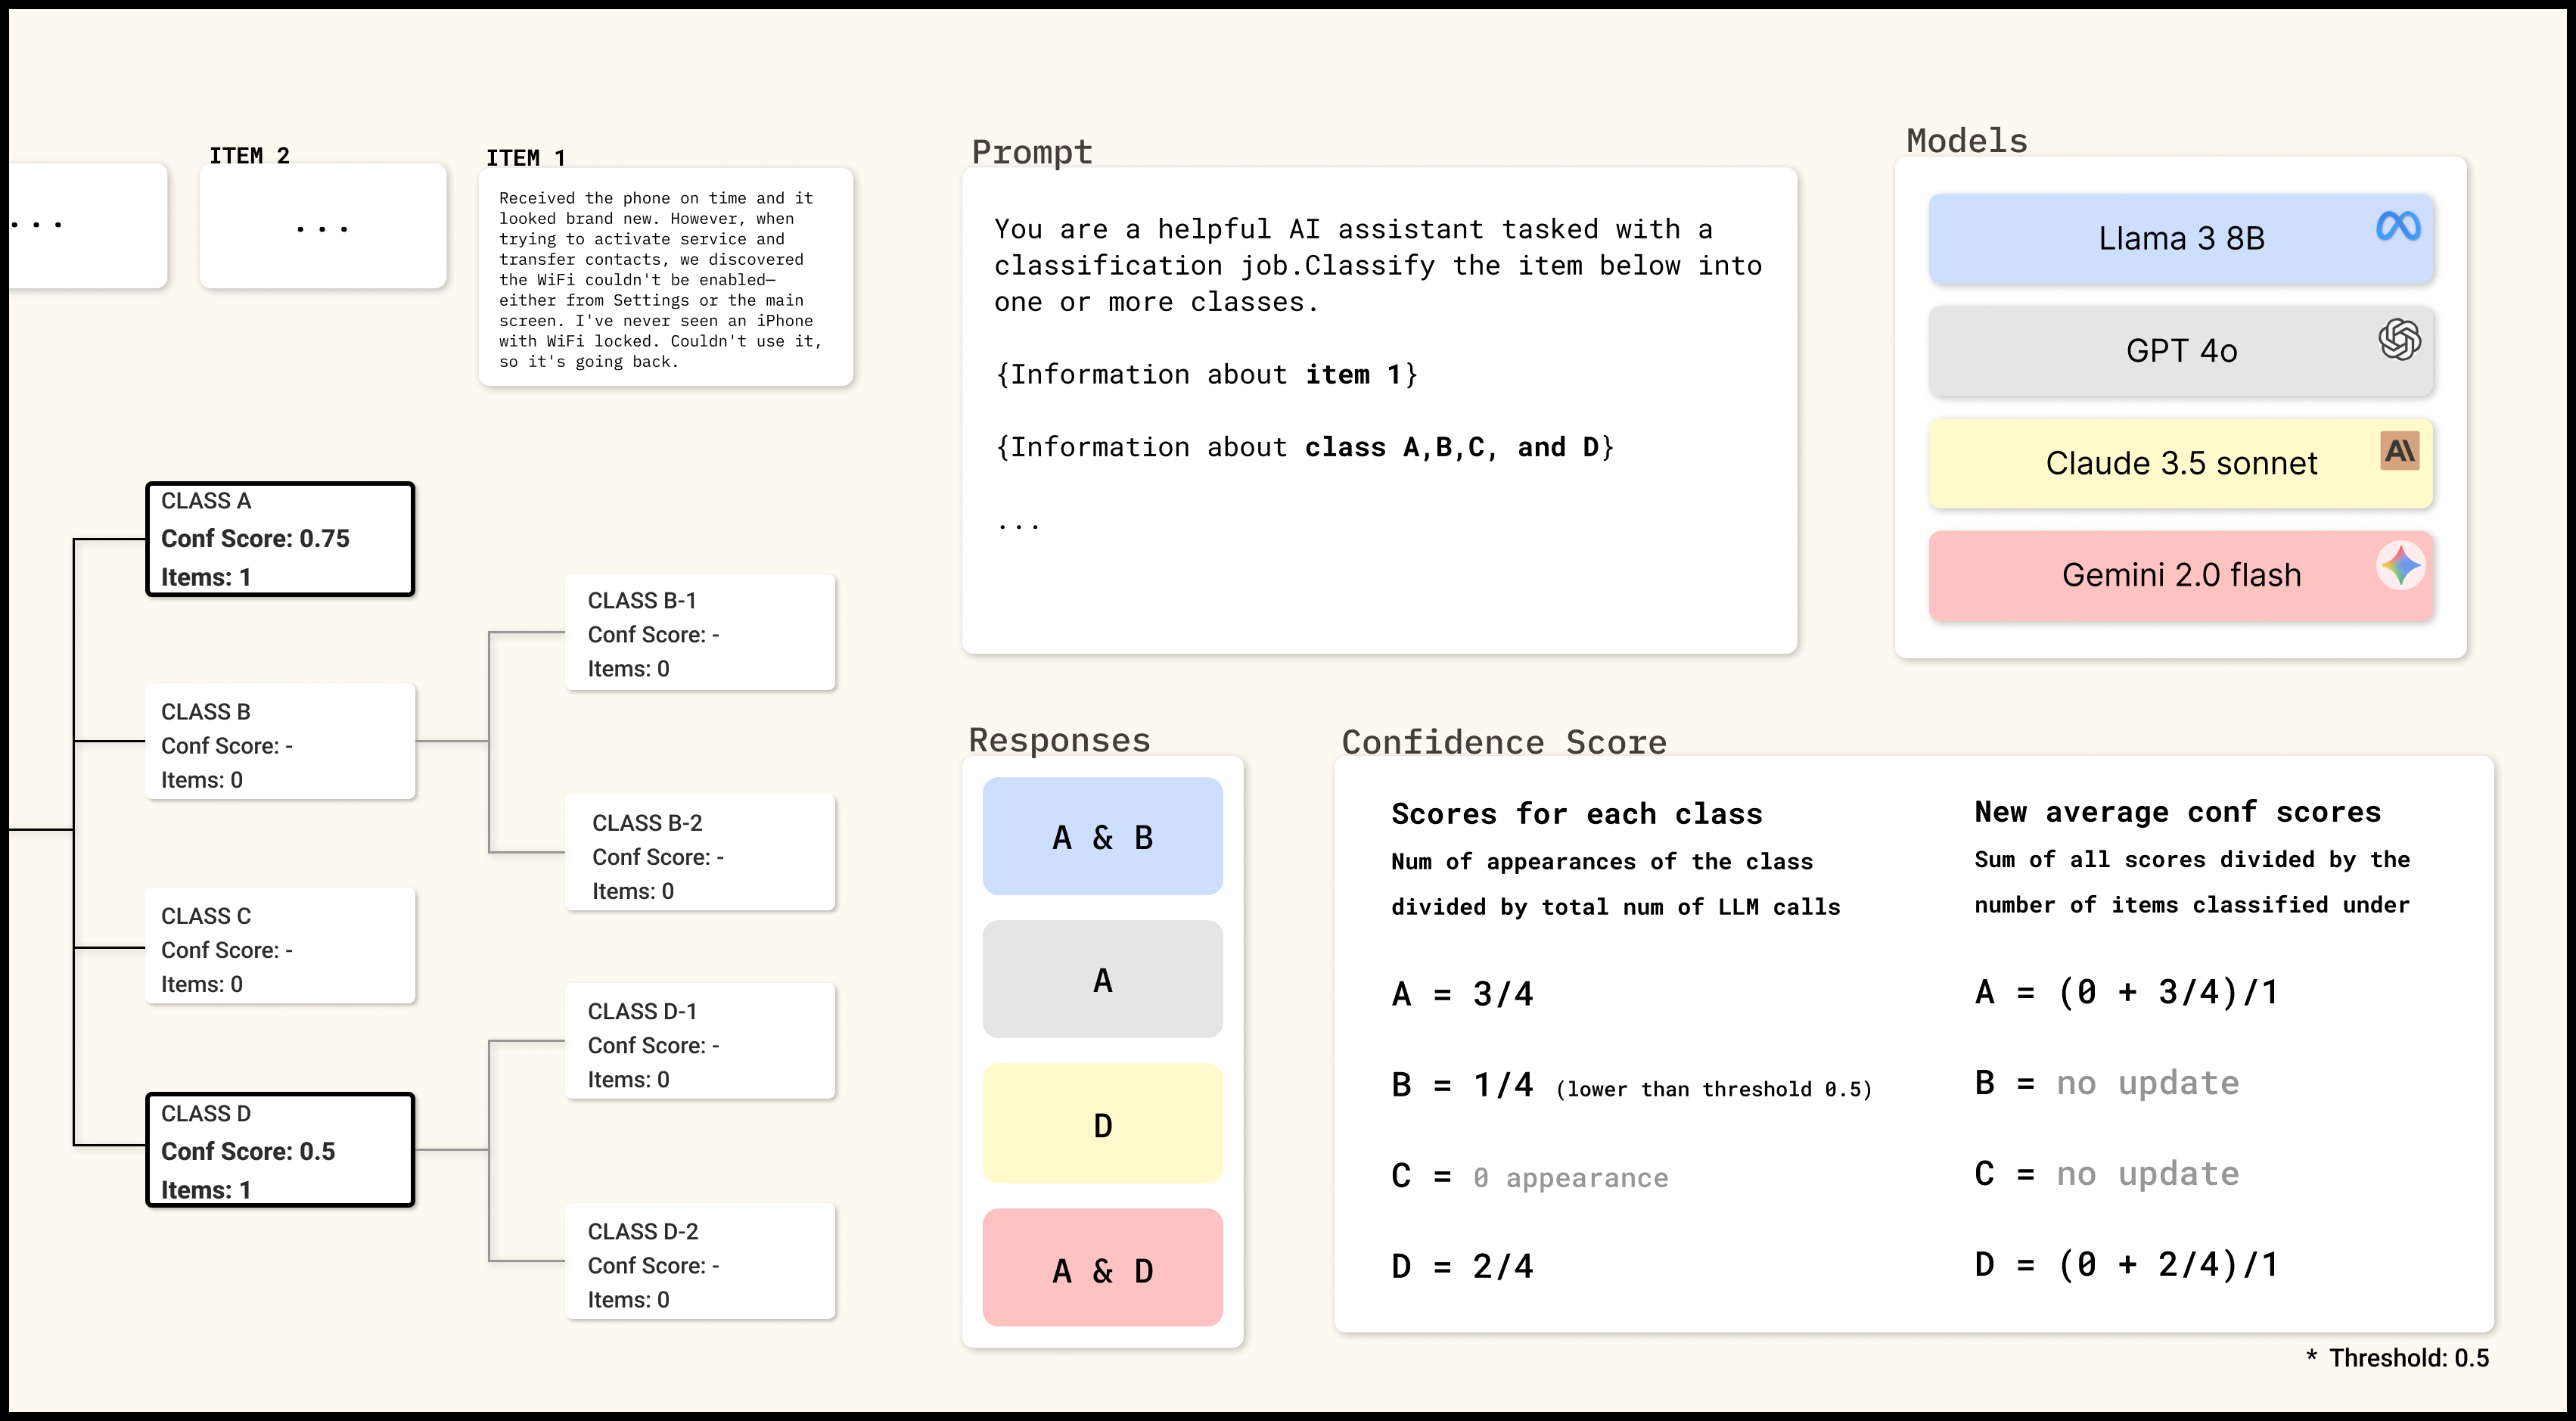 ...
ITEM 2
...
ITEM 1
Received the phone on time and it
looked brand new. However, when
trying to activate service and
transfer contacts, we discovered
the WiFi couldn't be enabled—
either from Settings or the main
screen. I've never seen an iPhone
with WiFi locked. Couldn't use it,
so it's going back.
CLASS A
Conf Score: 0.75
Items: 1
CLASS B
Conf Score: -
Items: 0
CLASS C
Conf Score: -
Items: 0
CLASS D
Conf Score: 0.5
Items: 1
CLASS B-1
Conf Score: -
Items: 0
CLASS B-2
Conf Score: -
Items: 0
CLASS D-1
Conf Score: -
Items: 0
CLASS D-2
Conf Score: -
Items: 0
Prompt
You are a helpful AI assistant tasked with a
classification job.Classify the item below into
one or more classes.
{Information about item 1}
{Information about class A,B,C, and D}
...
Models
Llama 3 8B
GPT 4o
Claude 3.5 sonnet
AI
Gemini 2.0 flash
Responses
A & B
A
D
A & D
Confidence Score
Scores for each class
Num of appearances of the class
divided by total num of LLM calls
A = 3/4
B = 1/4 (lower than threshold 0.5)
C = 0 appearance
D = 2/4
New average conf scores
Sum of all scores divided by the
number of items classified under
A = (0 + 3/4)/1
B = no update
C = no update
D = (0 + 2/4)/1
* Threshold: 0.5